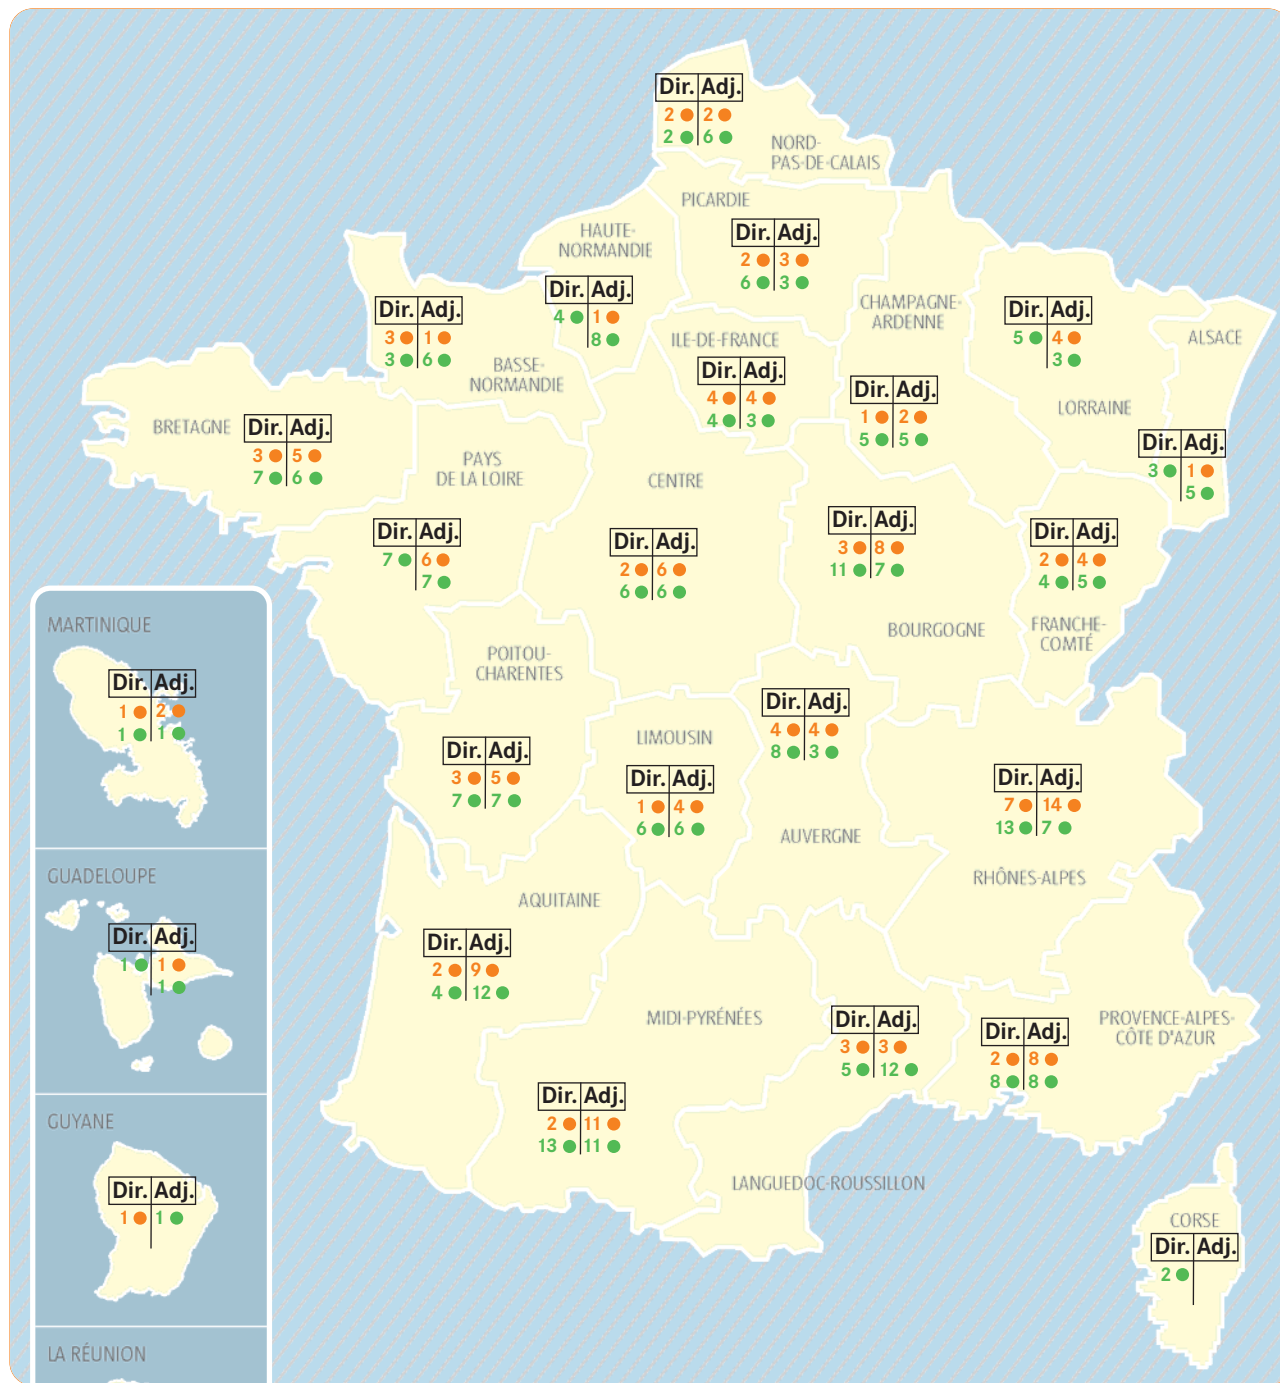 Dir. Adj.
2 2
2 6
NORD-
PAS-DE-CALAIS
PICARDIE
Dir. Adj.
2 3
6 3
HAUTE-
NORMANDIE
Dir. Adj.
4 1
8
Dir. Adj.
3 1
3 6
BASSE-
NORMANDIE
ILE-DE-FRANCE
Dir. Adj.
4 4
4 3
CHAMPAGNE-
ARDENNE
Dir. Adj.
1 2
5 5
Dir. Adj.
5 4
3
LORRAINE
ALSACE
Dir. Adj.
3 1
5
BRETAGNE
Dir. Adj.
3 5
7 6
PAYS
DE LA LOIRE
Dir. Adj.
7 6
7
CENTRE
Dir. Adj.
2 6
6 6
Dir. Adj.
3 8
11 7
BOURGOGNE
Dir. Adj.
2 4
4 5
FRANCHE-
COMTÉ
POITOU-
CHARENTES
Dir. Adj.
3 5
7 7
LIMOUSIN
Dir. Adj.
1 4
6 6
Dir. Adj.
4 4
8 3
AUVERGNE
Dir. Adj.
7 14
13 7
RHÔNES-ALPES
AQUITAINE
Dir. Adj.
2 9
4 12
MIDI-PYRÉNÉES
Dir. Adj.
2 11
13 11
Dir. Adj.
3 3
5 12
LANGUEDOC-ROUSSILLON
Dir. Adj.
2 8
8 8
PROVENCE-ALPES-
CÔTE D'AZUR
CORSE
Dir. Adj.
2
MARTINIQUE
Dir. Adj.
1 2
1 1
GUADELOUPE
Dir. Adj.
1 1
1
GUYANE
Dir. Adj.
1 1
LA RÉUNION